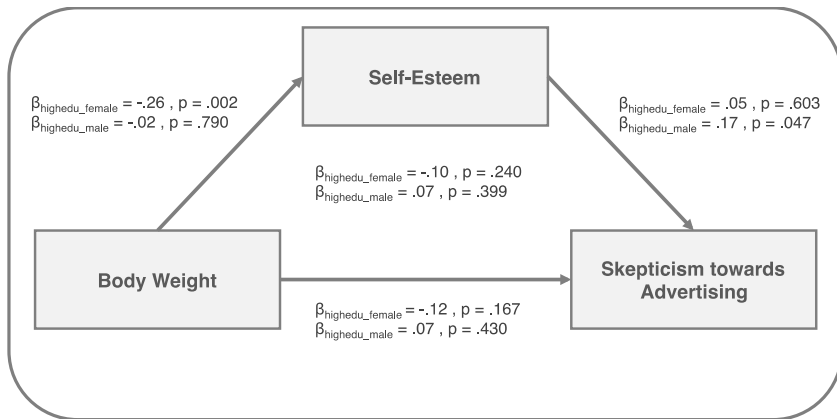 Self-Esteem
βhighedu_female = -.26 , p = .002
βhighedu_male = -.02 , p = .790
βhighedu_female = .05 , p = .603
βhighedu_male = .17 , p = .047
βhighedu_female = -.10 , p = .240
βhighedu_male = .07 , p = .399
Body Weight
Skepticism towards
Advertising
βhighedu_female = -.12 , p = .167
βhighedu_male = .07 , p = .430